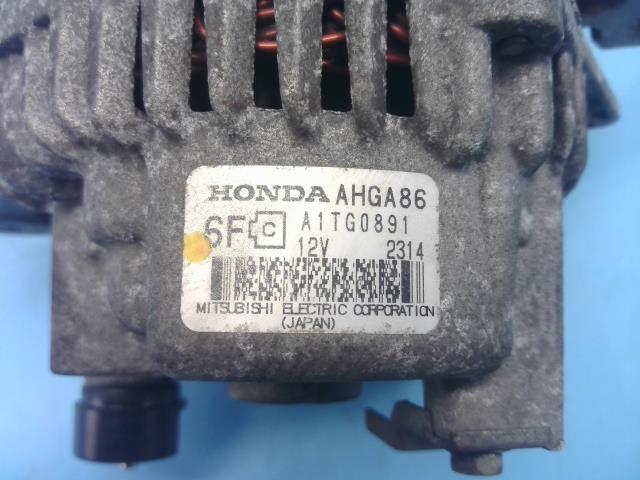 HONDA AHGA86
6F C A1TG0891
12V 2314
MITSUBISHI ELECTRIC CORPORATION
(JAPAN)